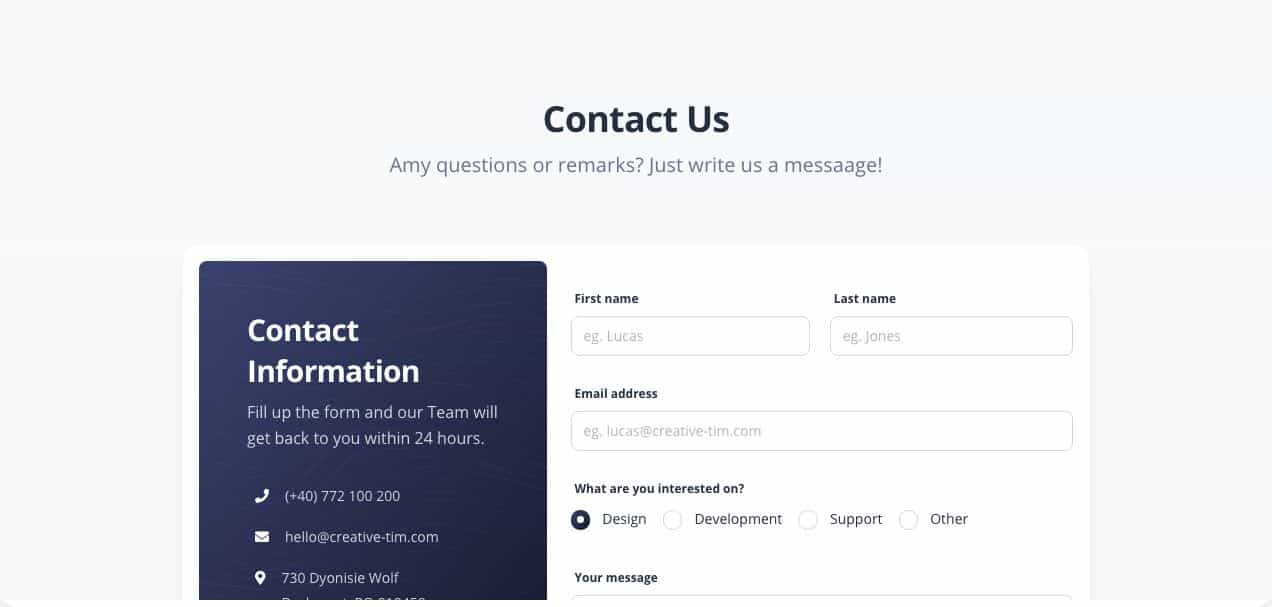 Contact Us
Amy questions or remarks? Just write us a messaage!
Contact
Information
Fill up the form and our Team will
get back to you within 24 hours.
(+40) 772 100 200
hello@creative-tim.com
730 Dyonisie Wolf
First name
Last name
eg. Lucas
eg. Jones
Email address
eg. lucas@creative-tim.com
What are you interested on?
Design Development Support Other
Your message